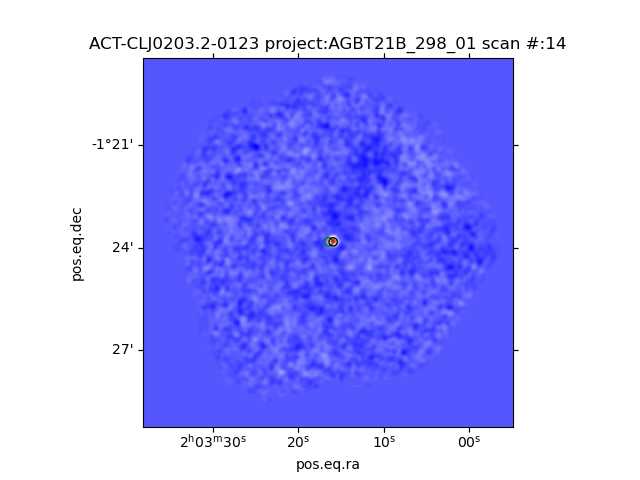 ACT-CLJ0203.2-0123 project:AGBT21B_298_01 scan #:14
-1°21'
24'
27'
pos.eq.dec
2ʰ03ᵐ30ˢ 20ˢ 10ˢ 00ˢ
pos.eq.ra